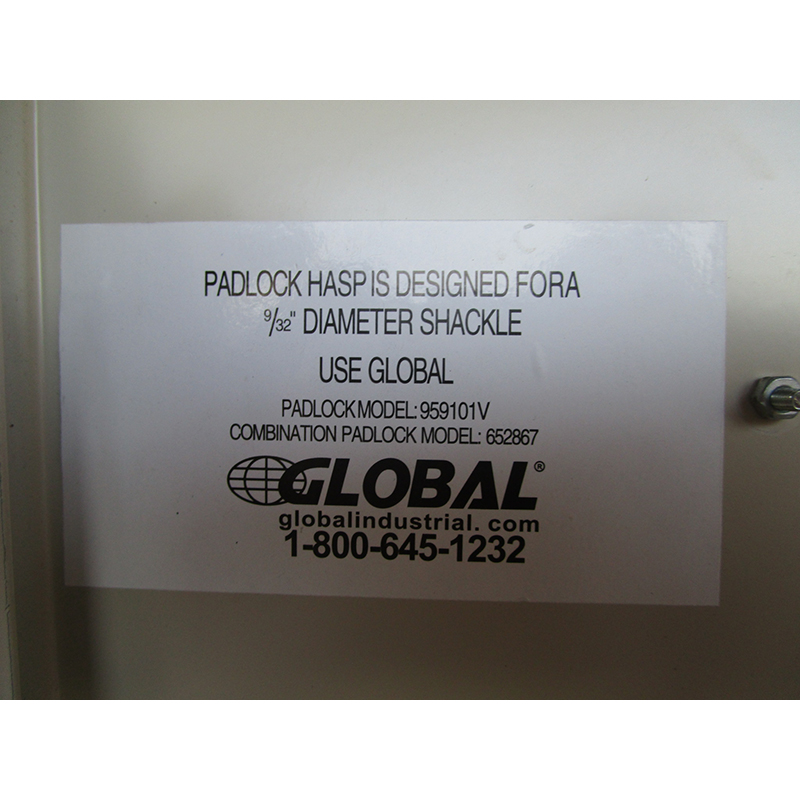 PADLOCK HASP IS DESIGNED FOR A
9/32" DIAMETER SHACKLE
USE GLOBAL
PADLOCK MODEL: 959101V
COMBINATION PADLOCK MODEL: 652867
GLOBAL®
globalindustrial.com
1-800-645-1232